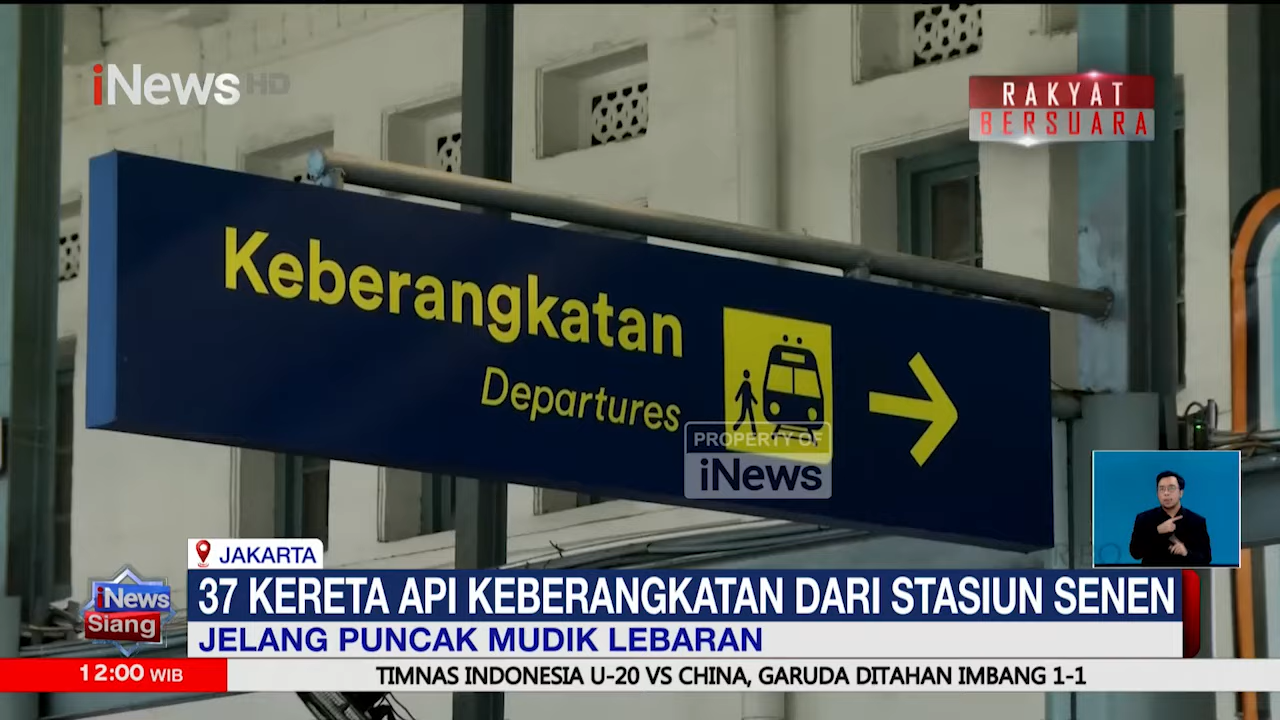 iNews HD
RAKYAT
BERSUARA
Keberangkatan
Departures
PROPERTY OF
iNews
JAKARTA
37 KERETA API KEBERANGKATAN DARI STASIUN SENEN
iNews
Siang
JELANG PUNCAK MUDIK LEBARAN
12:00 WIB
TIMNAS INDONESIA U-20 VS CHINA, GARUDA DITAHAN IMBANG 1-1